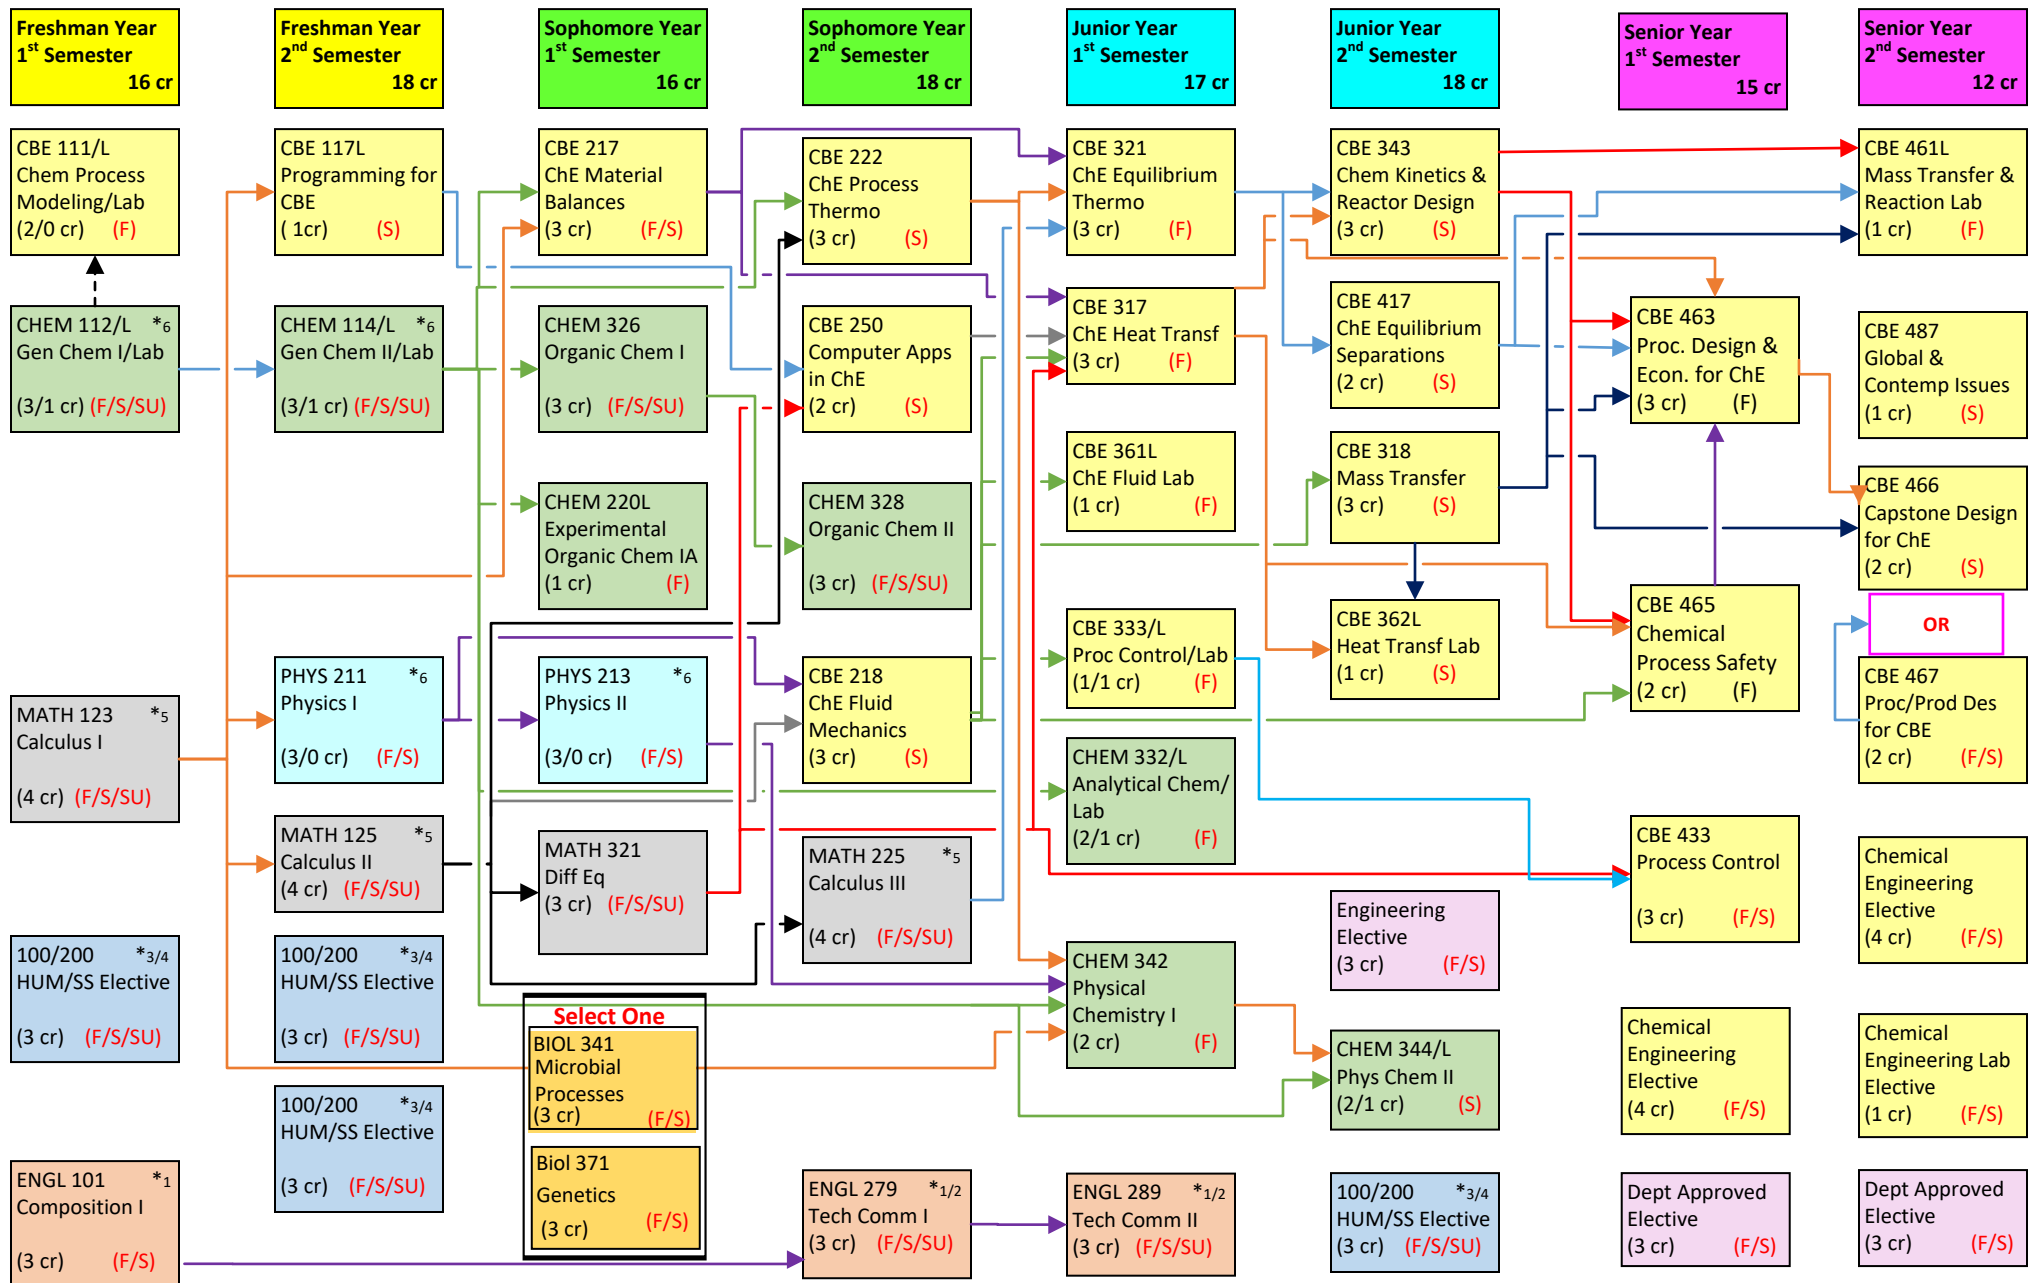 Freshman Year
1st Semester
16 cr
Freshman Year
2nd Semester
18 cr
Sophomore Year
1st Semester
16 cr
Sophomore Year
2nd Semester
18 cr
Junior Year
1st Semester
17 cr
Junior Year
2nd Semester
18 cr
Senior Year
1st Semester
15 cr
Senior Year
2nd Semester
12 cr
CBE 111/L
Chem Process
Modeling/Lab
(2/0 cr) (F)
CHEM 112/L *6
Gen Chem I/Lab
(3/1 cr) (F/S/SU)
MATH 123 *5
Calculus I
(4 cr) (F/S/SU)
100/200 *3/4
HUM/SS Elective
(3 cr) (F/S/SU)
ENGL 101 *1
Composition I
(3 cr) (F/S)
CBE 117L
Programming for
CBE
( 1cr) (S)
CHEM 114/L *6
Gen Chem II/Lab
(3/1 cr) (F/S/SU)
PHYS 211 *6
Physics I
(3/0 cr) (F/S)
MATH 125 *5
Calculus II
(4 cr) (F/S/SU)
100/200 *3/4
HUM/SS Elective
(3 cr) (F/S/SU)
100/200 *3/4
HUM/SS Elective
(3 cr) (F/S/SU)
CBE 217
ChE Material
Balances
(3 cr) (F/S)
CHEM 326
Organic Chem I
(3 cr) (F/S/SU)
CHEM 220L
Experimental
Organic Chem IA
(1 cr) (F)
PHYS 213 *6
Physics II
(3/0 cr) (F/S)
MATH 321
Diff Eq
(3 cr) (F/S/SU)
Select One
BIOL 341
Microbial
Processes
(3 cr) (F/S)
Biol 371
Genetics
(3 cr) (F/S)
CBE 222
ChE Process
Thermo
(3 cr) (S)
CBE 250
Computer Apps
in ChE
(2 cr) (S)
CHEM 328
Organic Chem II
(3 cr) (F/S/SU)
CBE 218
ChE Fluid
Mechanics
(3 cr) (S)
MATH 225 *5
Calculus III
(4 cr) (F/S/SU)
ENGL 279 *1/2
Tech Comm I
(3 cr) (F/S/SU)
CBE 321
ChE Equilibrium
Thermo
(3 cr) (F)
CBE 317
ChE Heat Transf
(3 cr) (F)
CBE 361L
ChE Fluid Lab
(1 cr) (F)
CBE 333/L
Proc Control/Lab
(1/1 cr) (F)
CHEM 332/L
Analytical Chem/
Lab
(2/1 cr) (F)
CHEM 342
Physical
Chemistry I
(2 cr) (F)
ENGL 289 *1/2
Tech Comm II
(3 cr) (F/S/SU)
CBE 343
Chem Kinetics &
Reactor Design
(3 cr) (S)
CBE 417
ChE Equilibrium
Separations
(2 cr) (S)
CBE 318
Mass Transfer
(3 cr) (S)
CBE 362L
Heat Transf Lab
(1 cr) (S)
Engineering
Elective
(3 cr) (F/S)
CHEM 344/L
Phys Chem II
(2/1 cr) (S)
100/200 *3/4
HUM/SS Elective
(3 cr) (F/S/SU)
CBE 463
Proc. Design &
Econ. for ChE
(3 cr) (F)
CBE 465
Chemical
Process Safety
(2 cr) (F)
CBE 433
Process Control
(3 cr) (F/S)
Chemical
Engineering
Elective
(4 cr) (F/S)
Dept Approved
Elective
(3 cr) (F/S)
CBE 461L
Mass Transfer &
Reaction Lab
(1 cr) (F)
CBE 487
Global &
Contemp Issues
(1 cr) (S)
CBE 466
Capstone Design
for ChE
(2 cr) (S)
OR
CBE 467
Proc/Prod Des
for CBE
(2 cr) (F/S)
Chemical
Engineering
Elective
(4 cr) (F/S)
Chemical
Engineering Lab
Elective
(1 cr) (F/S)
Dept Approved
Elective
(3 cr) (F/S)